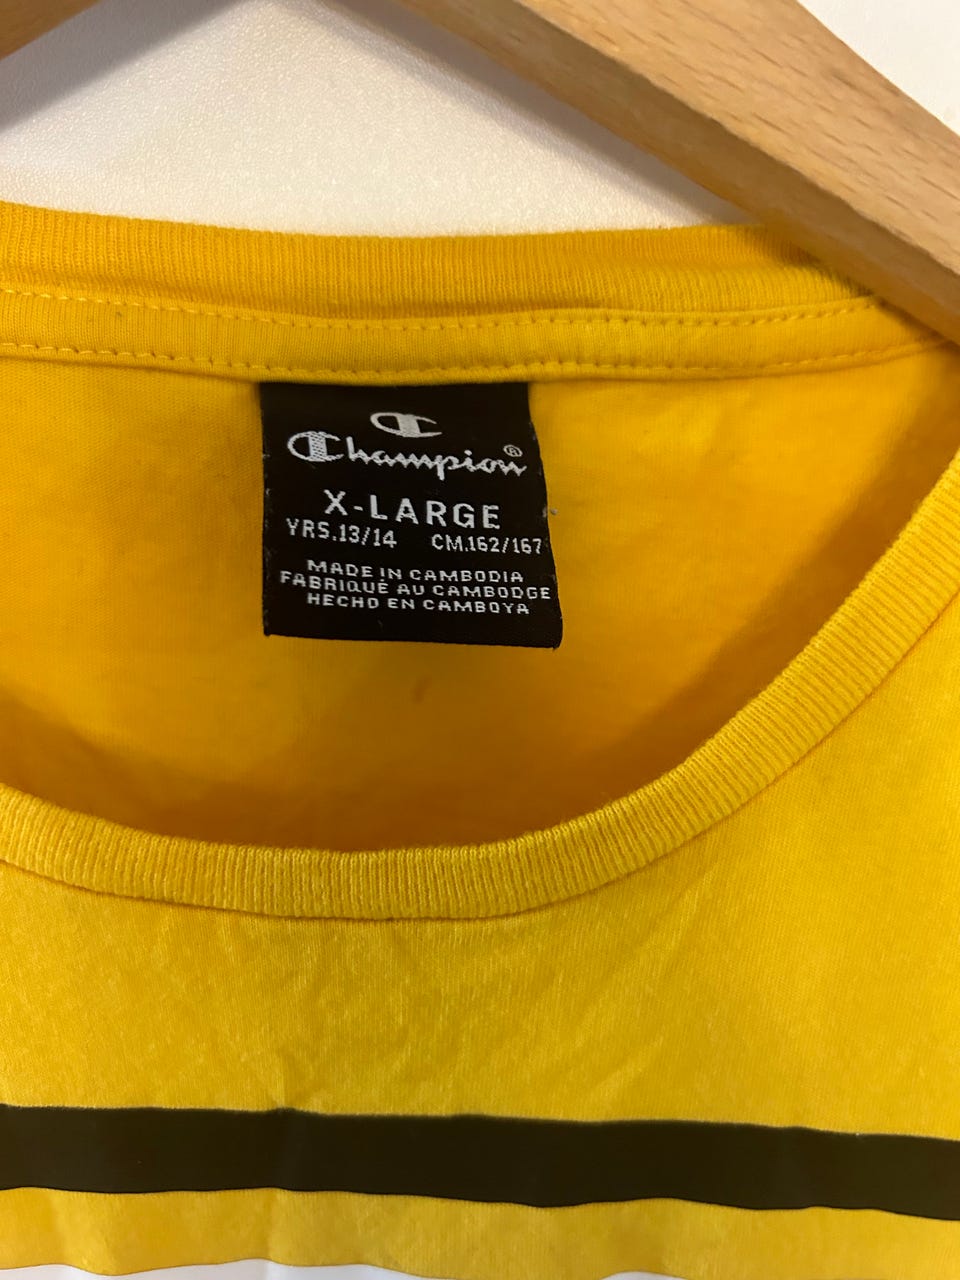 Champion®
X-LARGE
YRS.13/14 CM.162/167
MADE IN CAMBODIA
FABRIQUÉ AU CAMBODGE
HECHO EN CAMBOYA